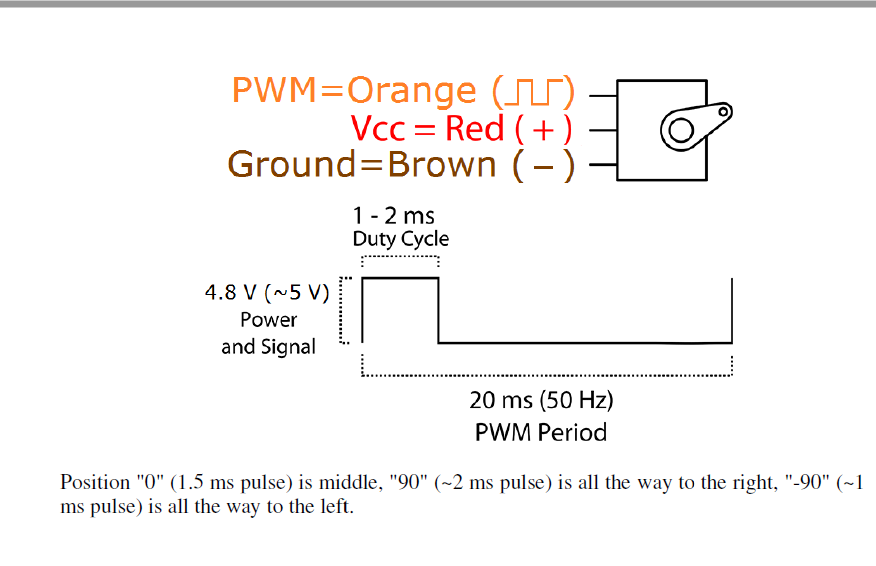 PWM=Orange (⎍⎍)
Vcc = Red ( + )
Ground=Brown ( − )
1 - 2 ms
Duty Cycle
4.8 V (~5 V)
Power
and Signal
20 ms (50 Hz)
PWM Period
Position "0" (1.5 ms pulse) is middle, "90" (~2 ms pulse) is all the way to the right, "-90" (~1
ms pulse) is all the way to the left.